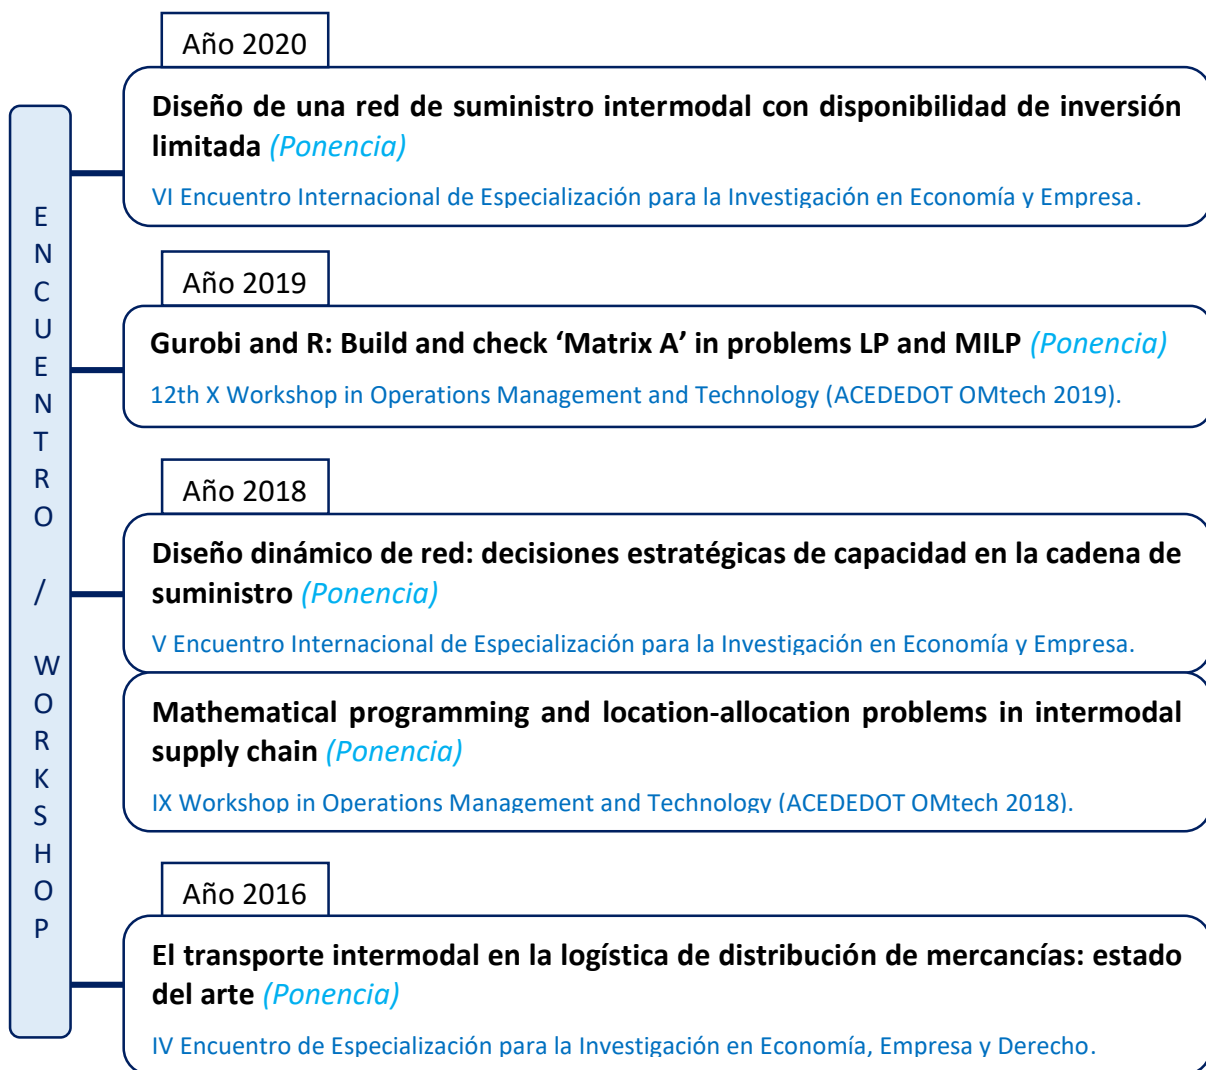 ENCUENTRO / WORKSHOP
Año 2020
Diseño de una red de suministro intermodal con disponibilidad de inversión
limitada (Ponencia)
VI Encuentro Internacional de Especialización para la Investigación en Economía y Empresa.
Año 2019
Gurobi and R: Build and check ‘Matrix A’ in problems LP and MILP (Ponencia)
12th X Workshop in Operations Management and Technology (ACEDEDOT OMtech 2019).
Año 2018
Diseño dinámico de red: decisiones estratégicas de capacidad en la cadena de
suministro (Ponencia)
V Encuentro Internacional de Especialización para la Investigación en Economía y Empresa.
Mathematical programming and location-allocation problems in intermodal
supply chain (Ponencia)
IX Workshop in Operations Management and Technology (ACEDEDOT OMtech 2018).
Año 2016
El transporte intermodal en la logística de distribución de mercancías: estado
del arte (Ponencia)
IV Encuentro de Especialización para la Investigación en Economía, Empresa y Derecho.